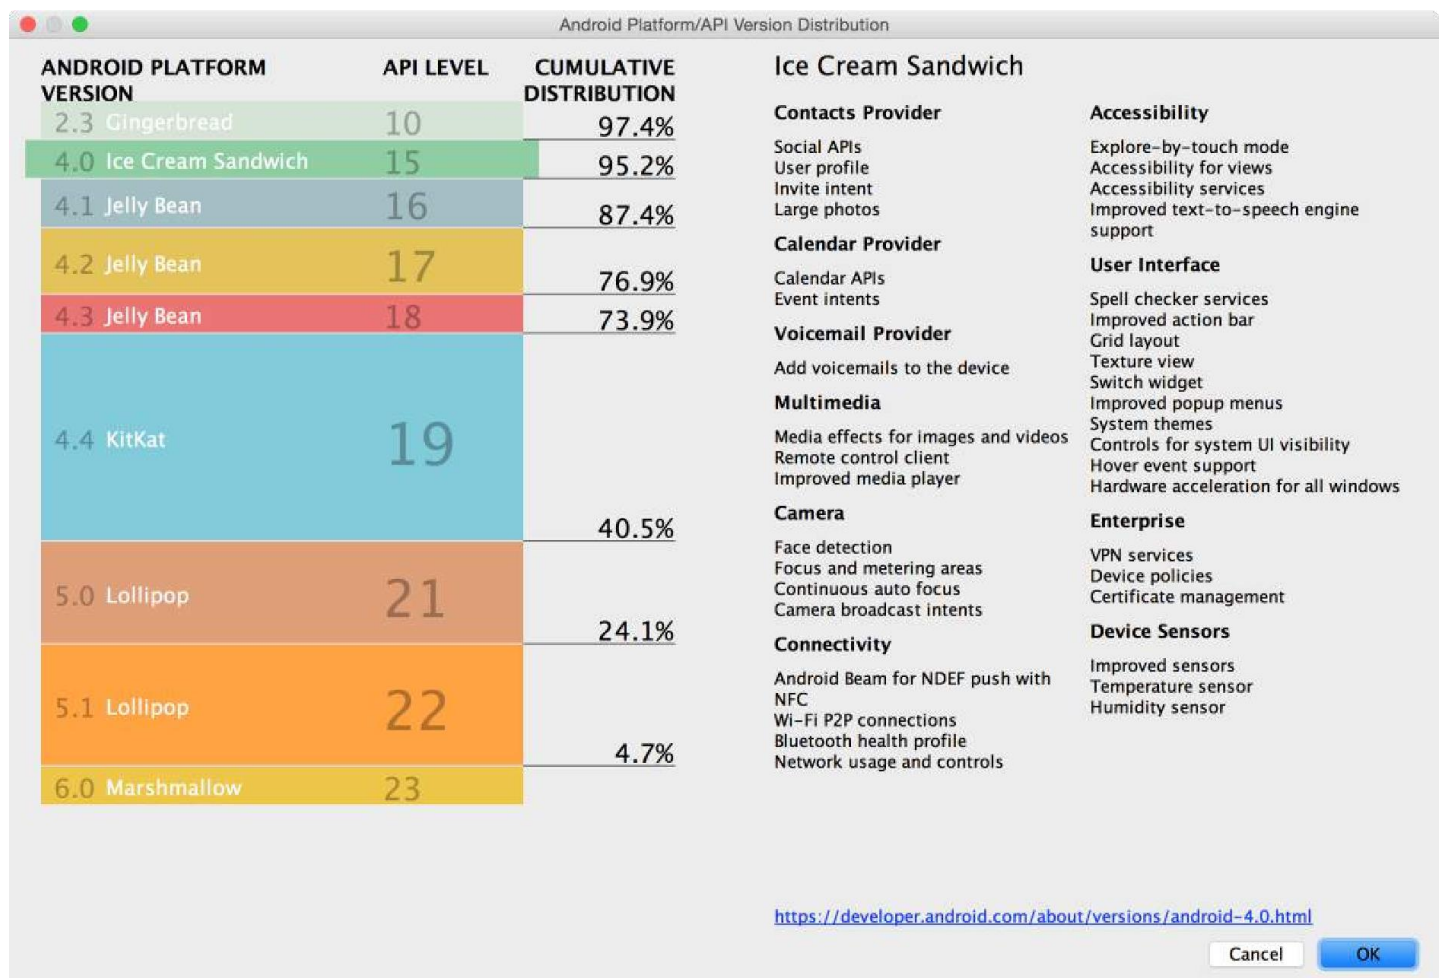 Android Platform/API Version Distribution
ANDROID PLATFORM VERSION
API LEVEL
CUMULATIVE DISTRIBUTION
2.3 Gingerbread 10 97.4%
4.0 Ice Cream Sandwich 15 95.2%
4.1 Jelly Bean 16 87.4%
4.2 Jelly Bean 17 76.9%
4.3 Jelly Bean 18 73.9%
4.4 KitKat 19 40.5%
5.0 Lollipop 21 24.1%
5.1 Lollipop 22 4.7%
6.0 Marshmallow 23
Ice Cream Sandwich
Contacts Provider
Social APIs
User profile
Invite intent
Large photos
Calendar Provider
Calendar APIs
Event intents
Voicemail Provider
Add voicemails to the device
Multimedia
Media effects for images and videos
Remote control client
Improved media player
Camera
Face detection
Focus and metering areas
Continuous auto focus
Camera broadcast intents
Connectivity
Android Beam for NDEF push with
NFC
Wi-Fi P2P connections
Bluetooth health profile
Network usage and controls
Accessibility
Explore-by-touch mode
Accessibility for views
Accessibility services
Improved text-to-speech engine
support
User Interface
Spell checker services
Improved action bar
Grid layout
Texture view
Switch widget
Improved popup menus
System themes
Controls for system UI visibility
Hover event support
Hardware acceleration for all windows
Enterprise
VPN services
Device policies
Certificate management
Device Sensors
Improved sensors
Temperature sensor
Humidity sensor
https://developer.android.com/about/versions/android-4.0.html
Cancel
OK